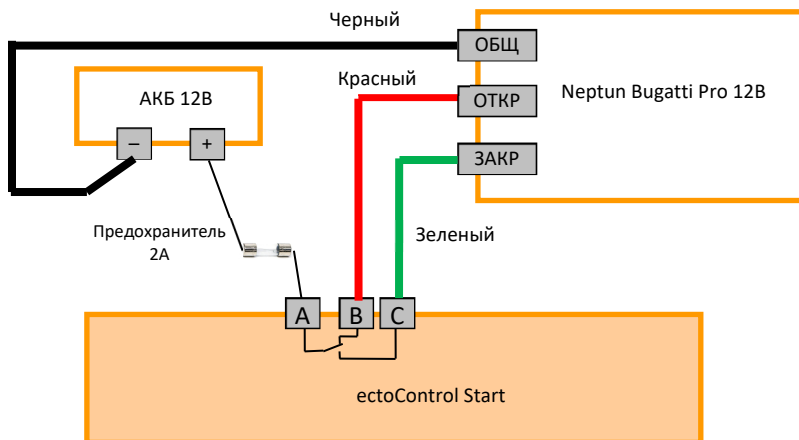 Черный
ОБЩ
Красный
АКБ 12В
ОТКР
Neptun Bugatti Pro 12В
–
+
ЗАКР
Предохранитель
2А
Зеленый
A
B
C
ectoControl Start